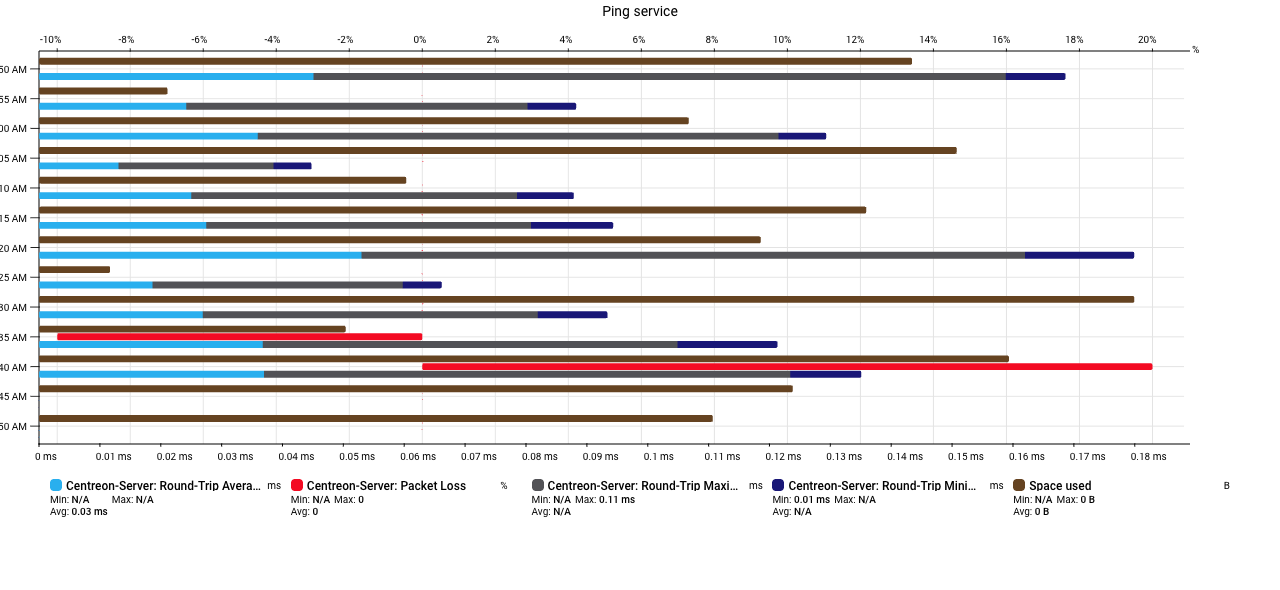 Ping service
-10% -8% -6% -4% -2% 0% 2% 4% 6% 8% 10% 12% 14% 16% 18% 20%
%
50 AM
55 AM
00 AM
05 AM
10 AM
15 AM
20 AM
25 AM
30 AM
35 AM
40 AM
45 AM
50 AM
0 ms 0.01 ms 0.02 ms 0.03 ms 0.04 ms 0.05 ms 0.06 ms 0.07 ms 0.08 ms 0.09 ms 0.1 ms 0.11 ms 0.12 ms 0.13 ms 0.14 ms 0.15 ms 0.16 ms 0.17 ms 0.18 ms
Centreon-Server: Round-Trip Avera... ms Centreon-Server: Packet Loss % Centreon-Server: Round-Trip Maxi... ms Centreon-Server: Round-Trip Mini... ms Space used B
Min: N/A Max: N/A Min: N/A Max: 0 Min: N/A Max: 0.11 ms Min: 0.01 ms Max: N/A Min: N/A Max: 0 B
Avg: 0.03 ms Avg: 0 Avg: N/A Avg: N/A Avg: 0 B